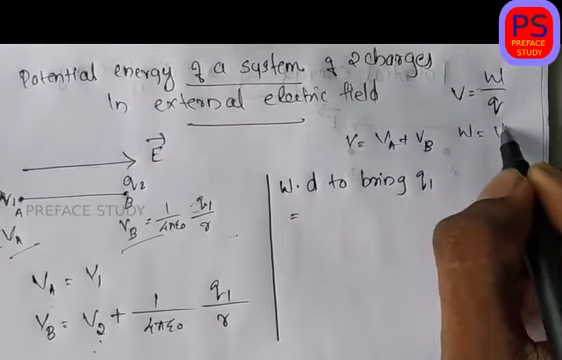 Potential energy of a system of 2 charges
In external electric field
V = W/q
V = V_A + V_B
W = V
E⃗
V1 A
q2
B
V_A
V_B = 1/4πε0 q1/r
V_A = V1
V_B = V2 + 1/4πε0 q1/r
W.d to bring q1
=
PREFACE STUDY
PS
PREFACE
STUDY